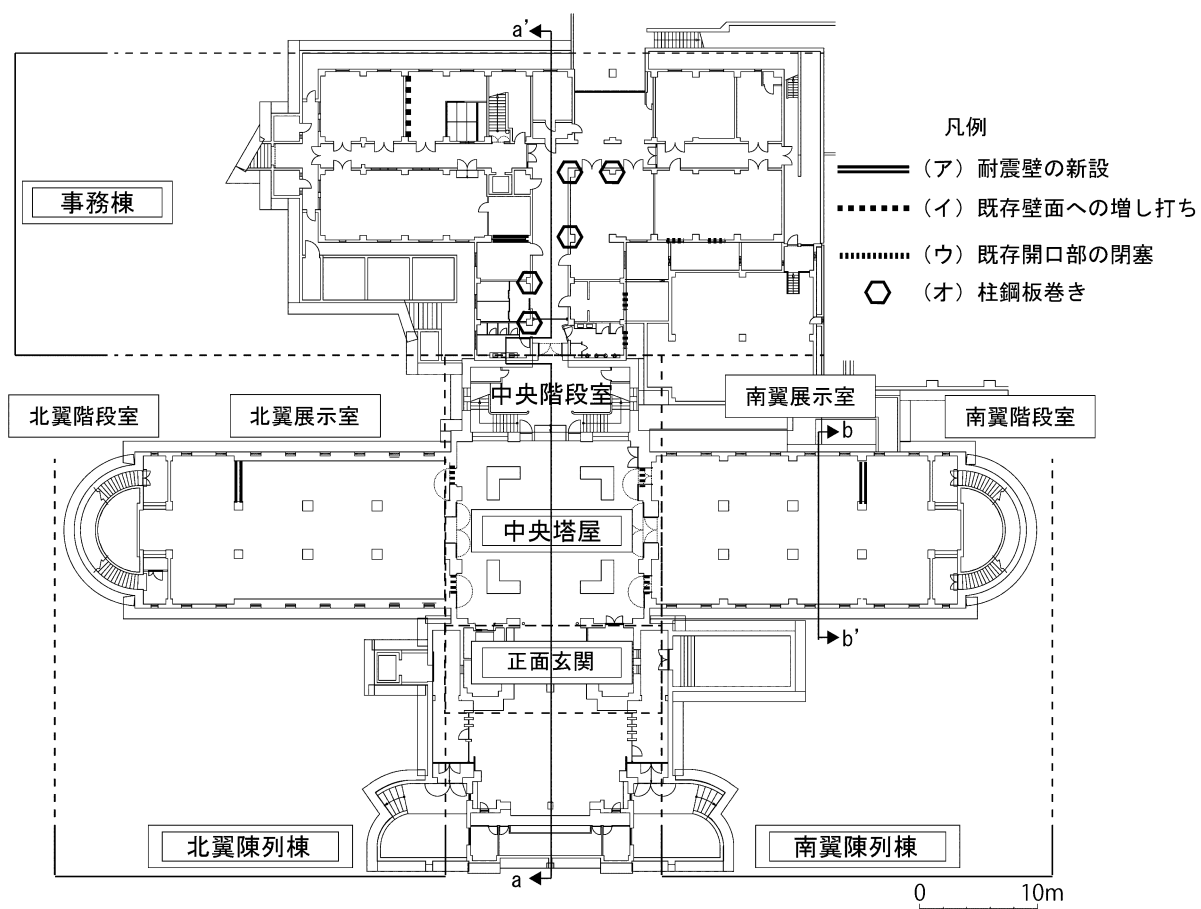 a’
凡例
(ア)耐震壁の新設
(イ)既存壁面への増し打ち
(ウ)既存開口部の閉塞
(オ)柱鋼板巻き
事務棟
中央階段室
南翼展示室
北翼階段室
北翼展示室
南翼階段室
b
中央塔屋
b’
正面玄関
北翼陳列棟
南翼陳列棟
a
0 10m